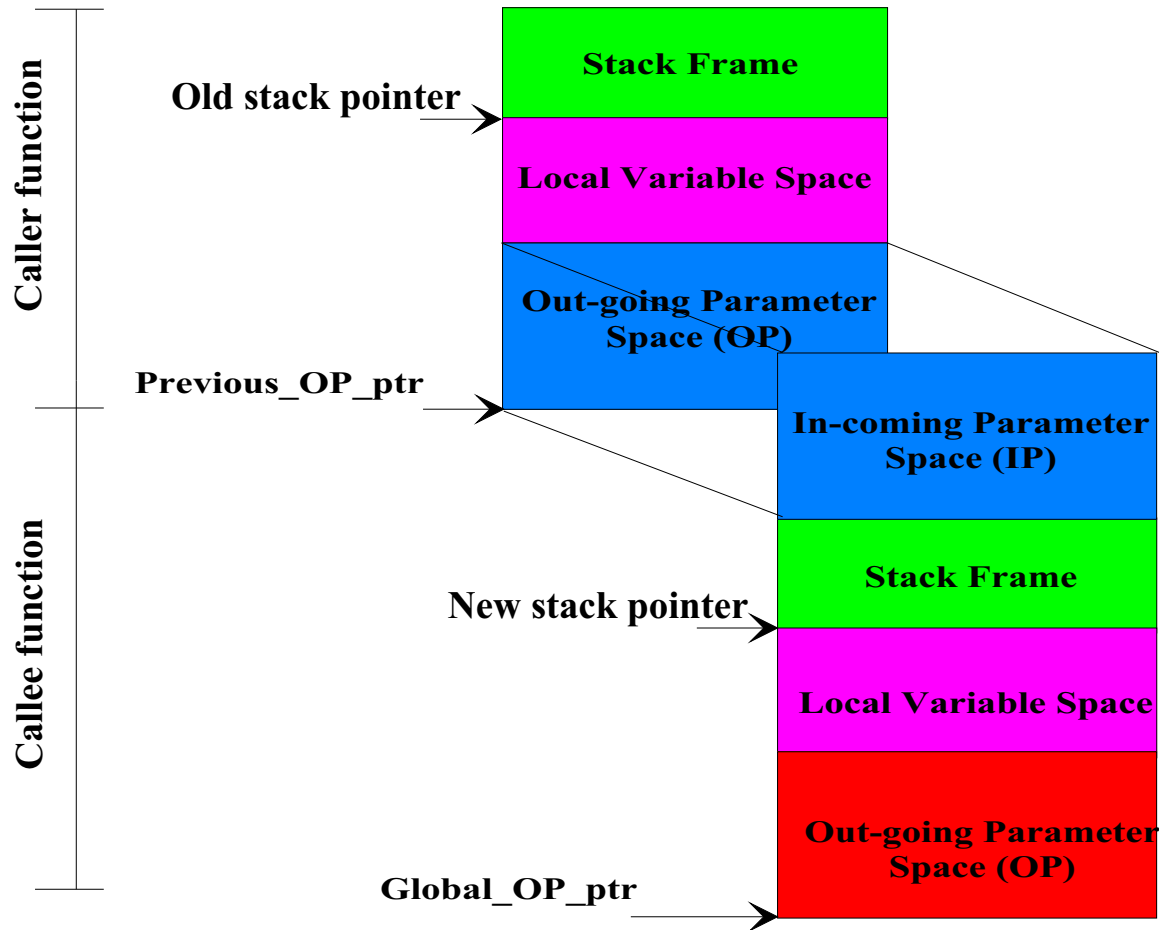 Caller function
Stack Frame
Old stack pointer
Local Variable Space
Out-going Parameter
Space (OP)
Previous_OP_ptr
In-coming Parameter
Space (IP)
Callee function
Stack Frame
New stack pointer
Local Variable Space
Out-going Parameter
Space (OP)
Global_OP_ptr